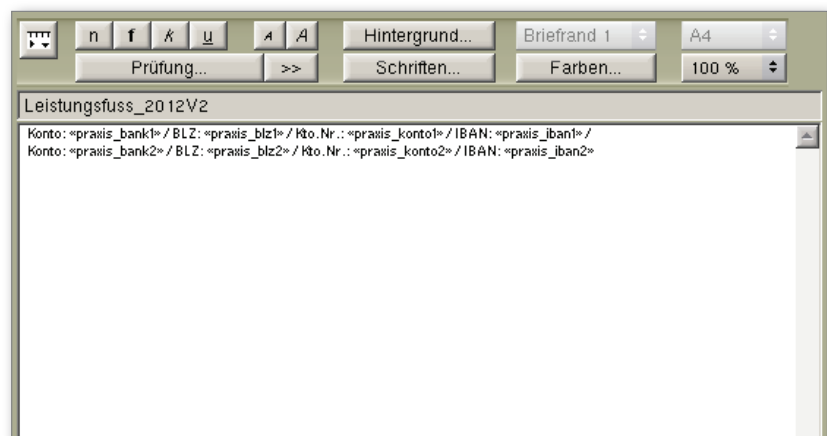 n f k u A A Hintergrund... Briefrand 1 A4
Prüfung... >> Schriften... Farben... 100 %
Leistungsfuss_2012V2
Konto: «praxis_bank1» / BLZ: «praxis_blz1» / Kto.Nr.: «praxis_konto1» / IBAN: «praxis_iban1» /
Konto: «praxis_bank2» / BLZ: «praxis_blz2» / Kto.Nr.: «praxis_konto2» / IBAN: «praxis_iban2»